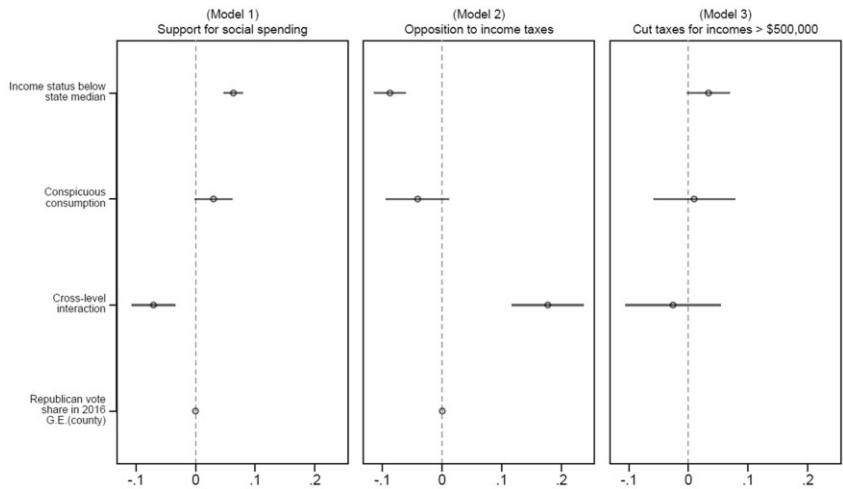 (Model 1)
Support for social spending
(Model 2)
Opposition to income taxes
(Model 3)
Cut taxes for incomes > $500,000
Income status below
state median
Conspicuous
consumption
Cross-level
interaction
Republican vote
share in 2016
G.E.(county)
-.1 0 .1 .2
-.1 0 .1 .2
-.1 0 .1 .2